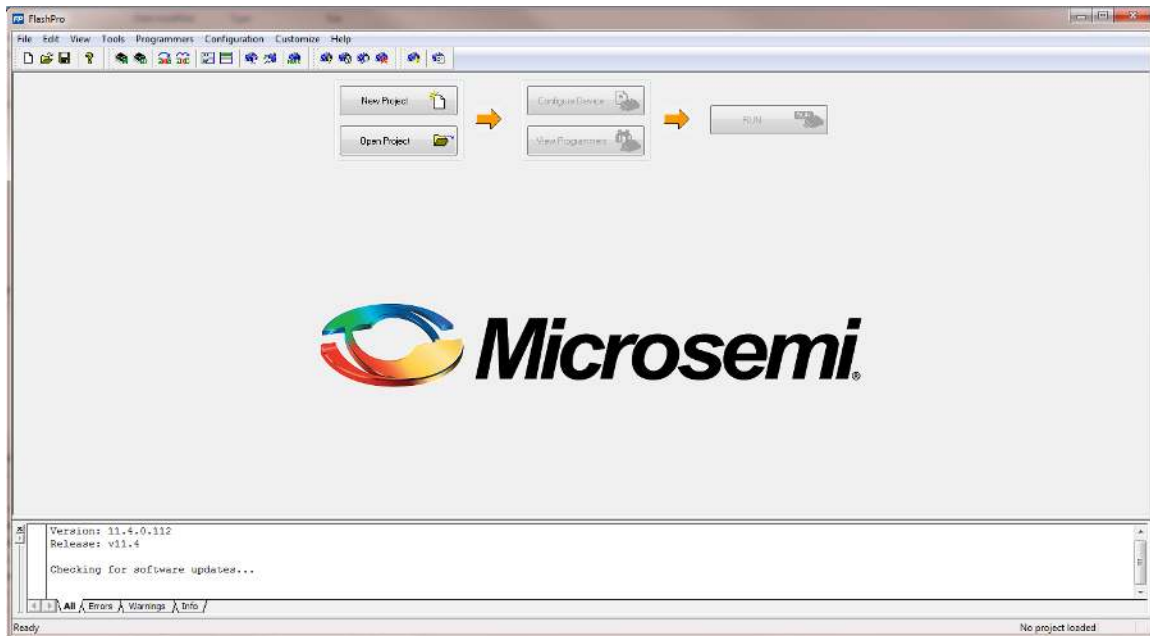 FlashPro
File Edit View Tools Programmers Configuration Customize Help
New Project
Configure Device
RUN
Open Project
View Programmers
Microsemi®
Version: 11.4.0.112
Release: v11.4
Checking for software updates...
All Errors Warnings Info
Ready No project loaded